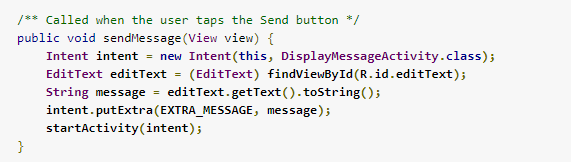 /** Called when the user taps the Send button */
public void sendMessage(View view) {
    Intent intent = new Intent(this, DisplayMessageActivity.class);
    EditText editText = (EditText) findViewById(R.id.editText);
    String message = editText.getText().toString();
    intent.putExtra(EXTRA_MESSAGE, message);
    startActivity(intent);
}